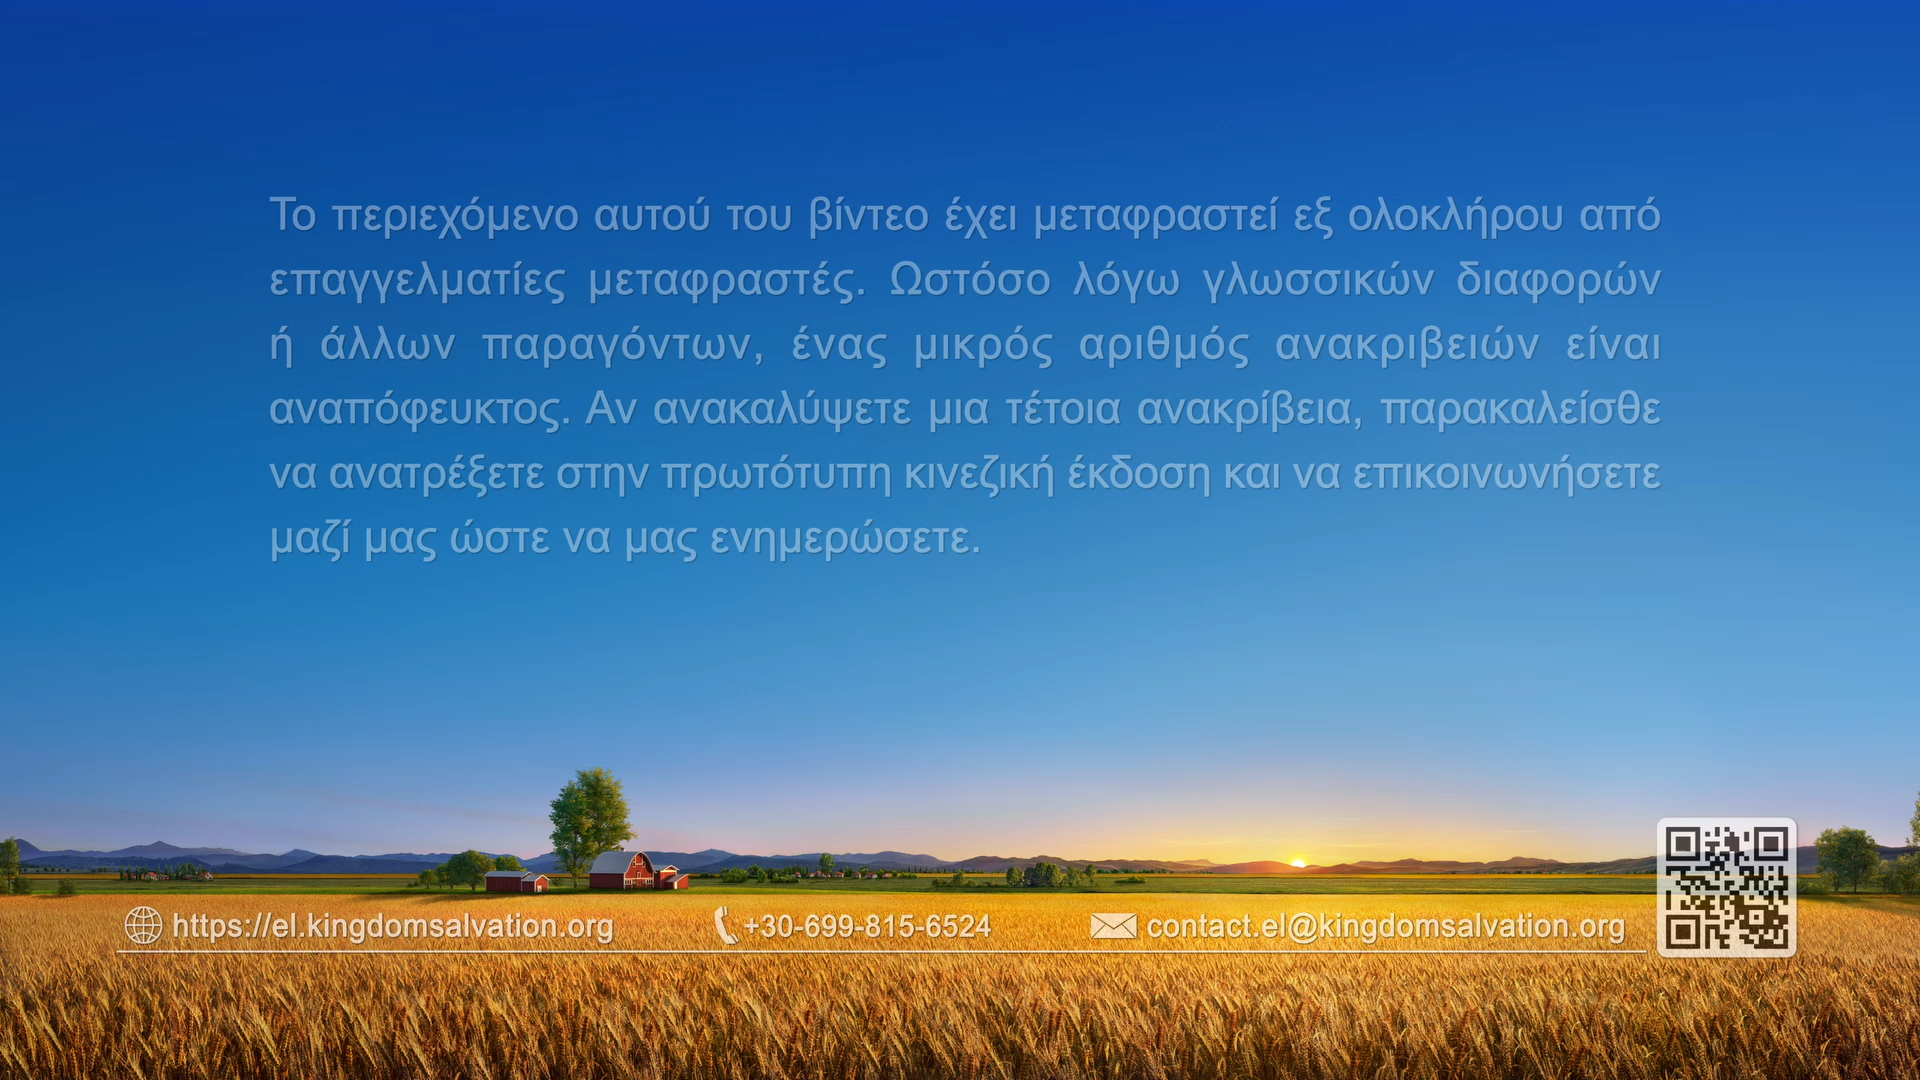 Το περιεχόμενο αυτού του βίντεο έχει μεταφραστεί εξ ολοκλήρου από
επαγγελματίες μεταφραστές. Ωστόσο λόγω γλωσσικών διαφορών
ή άλλων παραγόντων, ένας μικρός αριθμός ανακριβειών είναι
αναπόφευκτος. Αν ανακαλύψετε μια τέτοια ανακρίβεια, παρακαλείσθε
να ανατρέξετε στην πρωτότυπη κινεζική έκδοση και να επικοινωνήσετε
μαζί μας ώστε να μας ενημερώσετε.
https://el.kingdomsalvation.org +30-699-815-6524 contact.el@kingdomsalvation.org